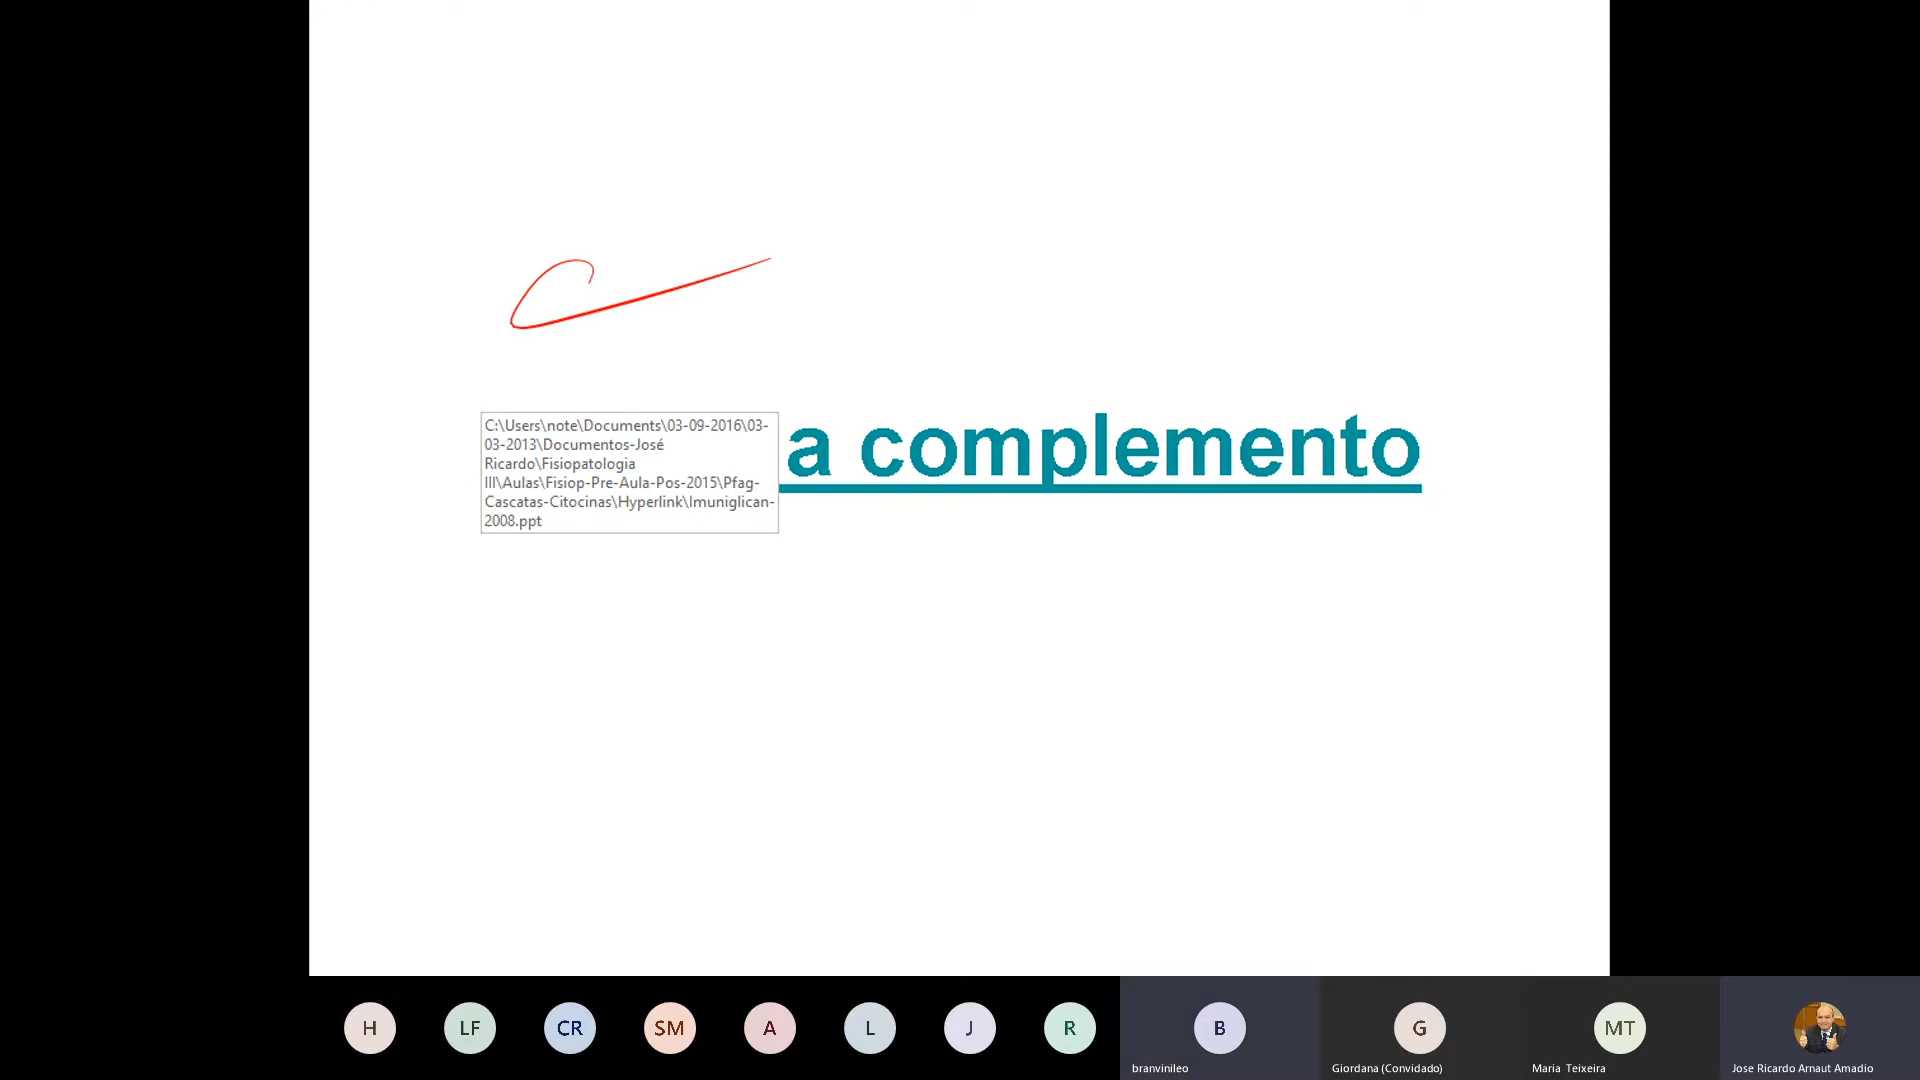 C:\Users\note\Documents\03-09-2016\03-
03-2013\Documentos-José
Ricardo\Fisiopatologia
III\Aulas\Fisiop-Pre-Aula-Pos-2015\Pfag-
Cascatas-Citocinas\Hyperlink\Imuniglican-
2008.ppt
a complemento
H LF CR SM A L J R B G MT
branvinileo Giordana (Convidado) Maria Teixeira Jose Ricardo Arnaut Amadio